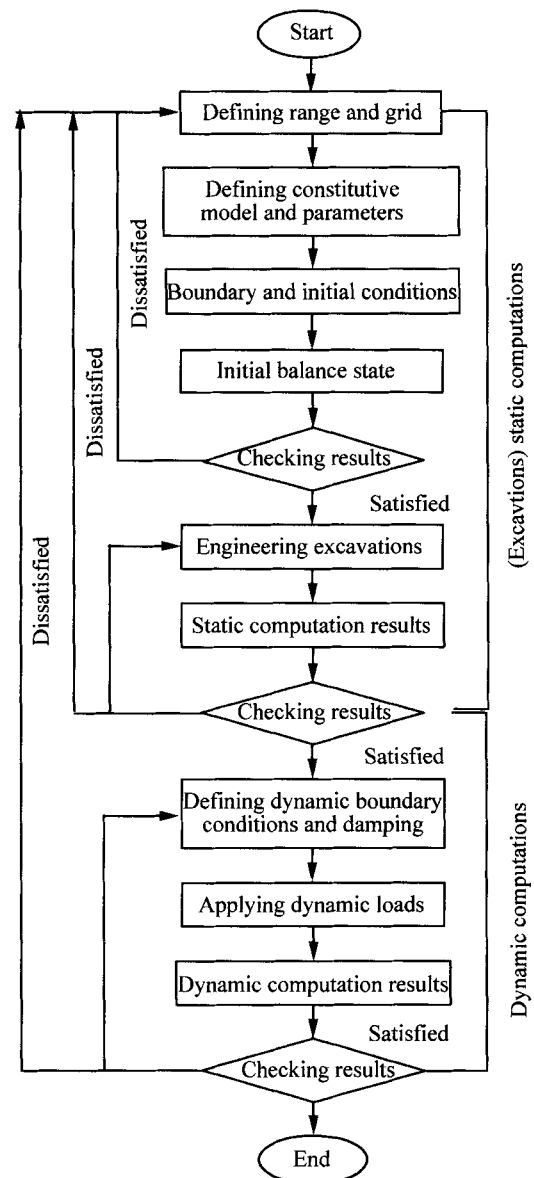 Start
Defining range and grid
Defining constitutive
model and parameters
Boundary and initial conditions
Initial balance state
Checking results
Satisfied
Engineering excavations
Static computation results
Checking results
Satisfied
Defining dynamic boundary
conditions and damping
Applying dynamic loads
Dynamic computation results
Satisfied
Checking results
End
Dissatisfied
Dissatisfied
Dissatisfied
(Excavtions) static computations
Dynamic computations